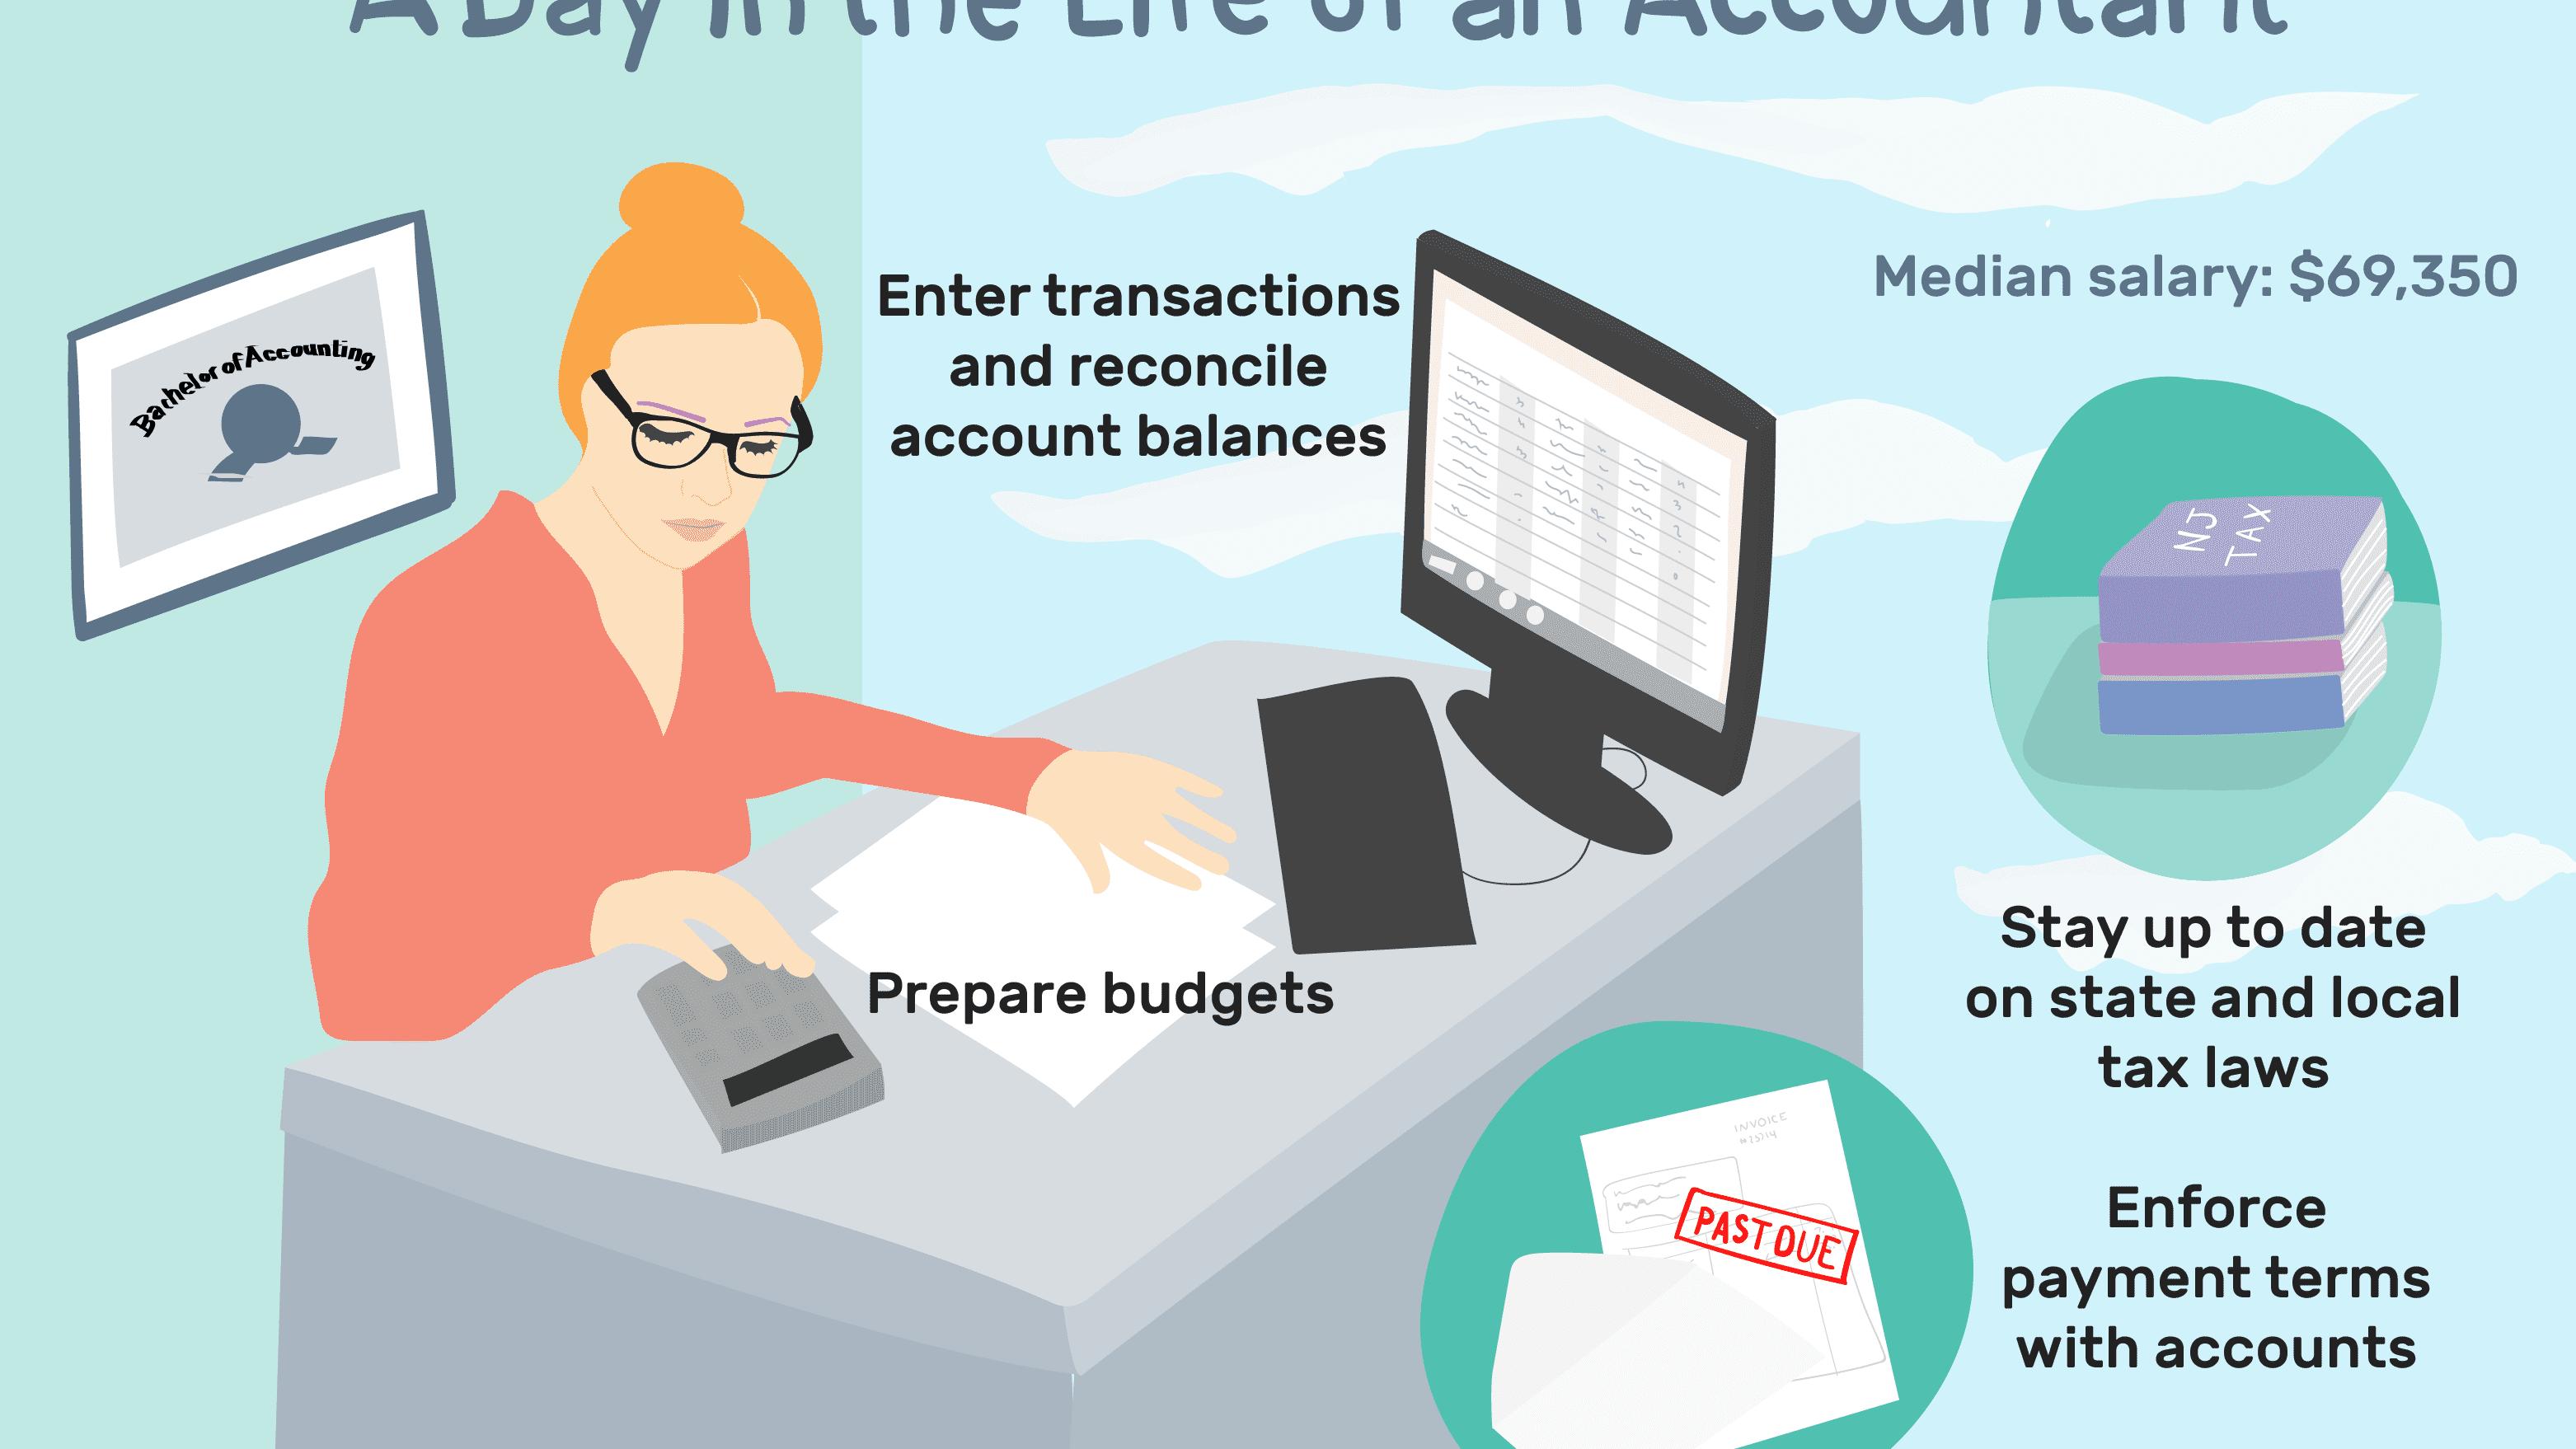 A Day in the Life of an Accountant
Bachelor of Accounting
Enter transactions
and reconcile
account balances
Median salary: $69,350
NJ
TAX
Stay up to date
on state and local
tax laws
Prepare budgets
INVOICE
PAST DUE
Enforce
payment terms
with accounts